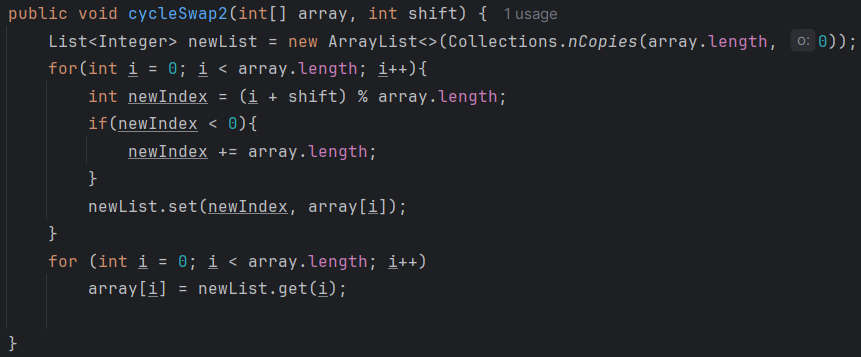 public void cycleSwap2(int[] array, int shift) { 1 usage
    List<Integer> newList = new ArrayList<>(Collections.nCopies(array.length, o: 0));
    for(int i = 0; i < array.length; i++){
        int newIndex = (i + shift) % array.length;
        if(newIndex < 0){
            newIndex += array.length;
        }
        newList.set(newIndex, array[i]);
    }
    for (int i = 0; i < array.length; i++)
        array[i] = newList.get(i);
}